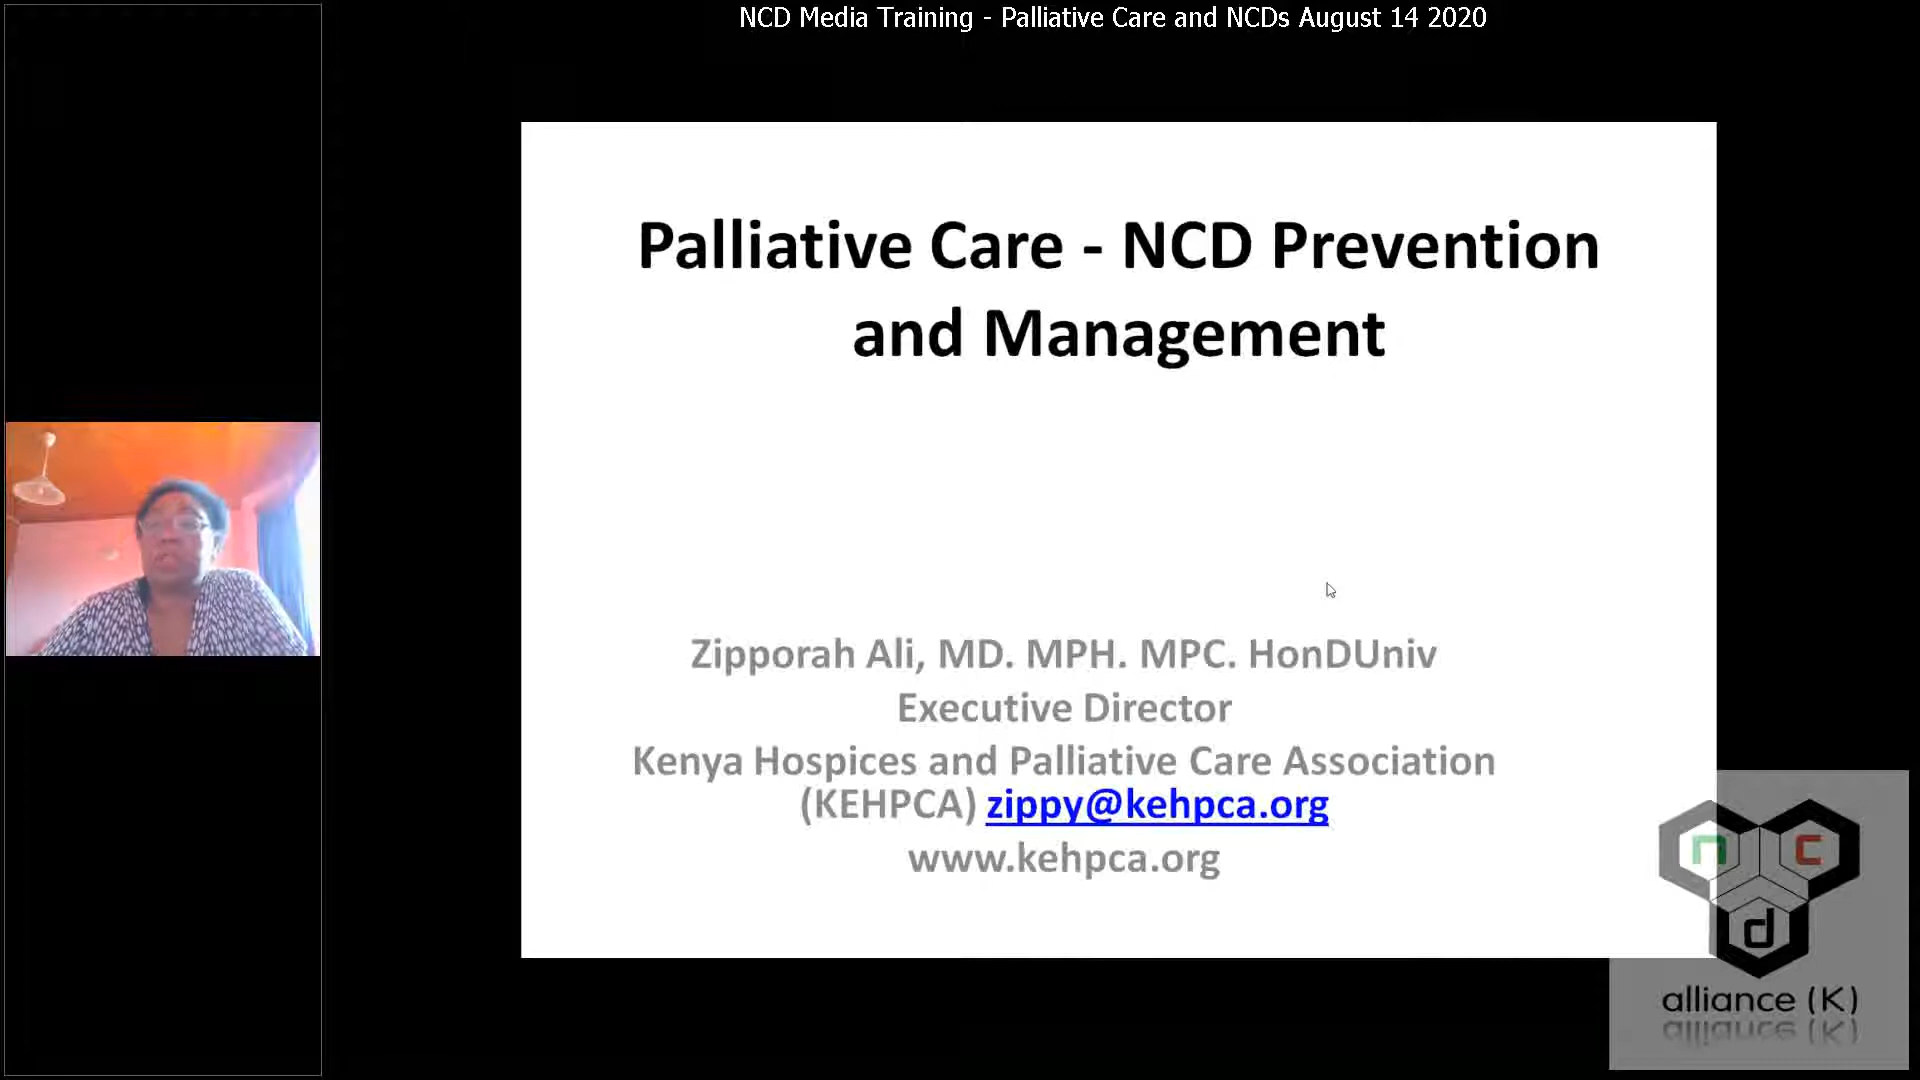 NCD Media Training - Palliative Care and NCDs August 14 2020
Palliative Care - NCD Prevention
and Management
Zipporah Ali, MD. MPH. MPC. HonDUniv
Executive Director
Kenya Hospices and Palliative Care Association
(KEHPCA) zippy@kehpca.org
www.kehpca.org
n c
d
alliance (K)